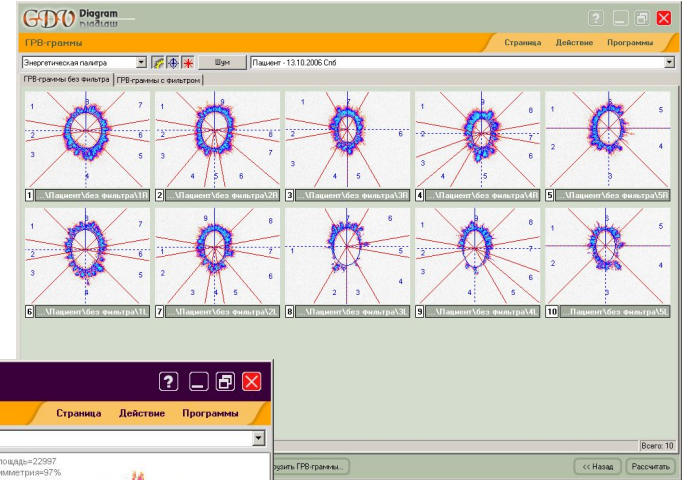 GDV Diagram
ГРВ-граммы
Страница Действие Программы
Энергетическая палитра Шум Пациент - 13.10.2006 Спб
ГРВ-граммы без Фильтра ГРВ-граммы с Фильтром
1 ...\Пациент\без фильтра\1R
2 ...\Пациент\без фильтра\2R
3 ...\Пациент\без фильтра\3R
4 ...\Пациент\без фильтра\4R
5 ...\Пациент\без фильтра\5R
6 ...\Пациент\без фильтра\1L
7 ...\Пациент\без фильтра\2L
8 ...\Пациент\без фильтра\3L
9 ...\Пациент\без фильтра\4L
10 ...\Пациент\без фильтра\5L
Всего: 10
рузить ГРВ-граммы... << Назад Рассчитать
Страница Действие Программы
лощадь=22997
имметрия=97%